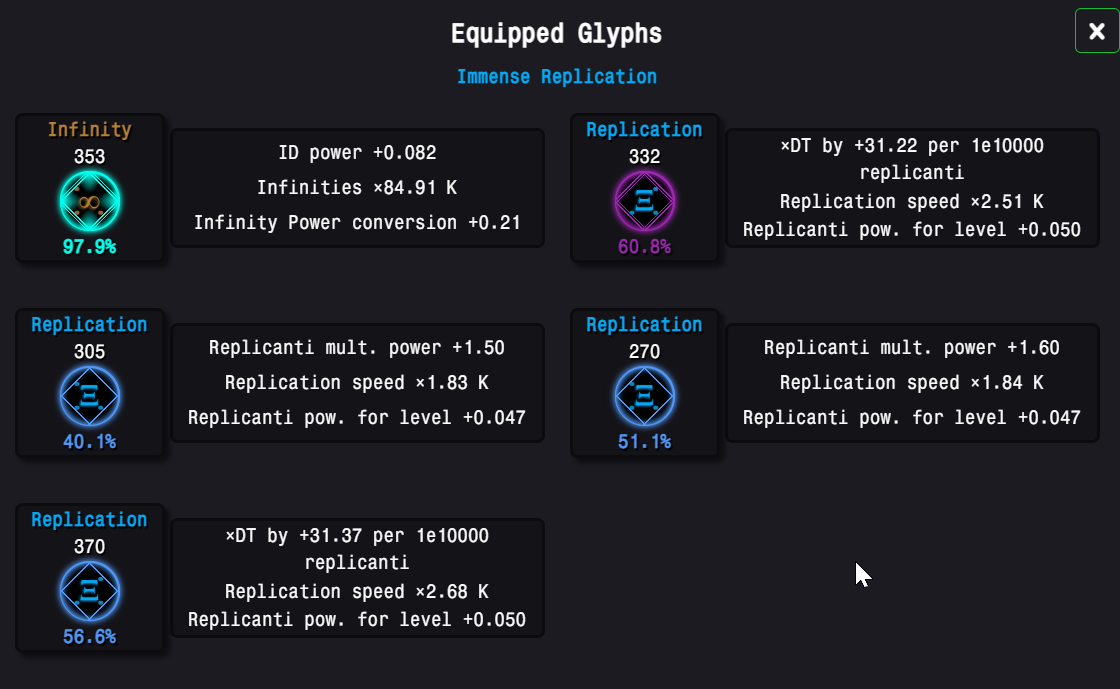 Equipped Glyphs
Immense Replication
Infinity
353
97.9%
ID power +0.082
Infinities ×84.91 K
Infinity Power conversion +0.21
Replication
332
Ξ
60.8%
×DT by +31.22 per 1e10000
replicanti
Replication speed ×2.51 K
Replicanti pow. for level +0.050
Replication
305
Ξ
40.1%
Replicanti mult. power +1.50
Replication speed ×1.83 K
Replicanti pow. for level +0.047
Replication
270
Ξ
51.1%
Replicanti mult. power +1.60
Replication speed ×1.84 K
Replicanti pow. for level +0.047
Replication
370
Ξ
56.6%
×DT by +31.37 per 1e10000
replicanti
Replication speed ×2.68 K
Replicanti pow. for level +0.050